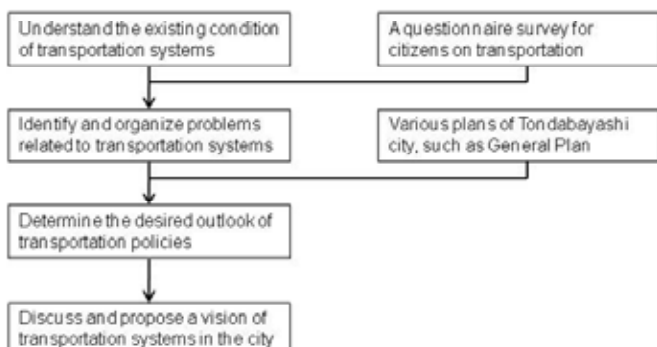 Understand the existing condition
of transportation systems
A questionnaire survey for
citizens on transportation
Identify and organize problems
related to transportation systems
Various plans of Tondabayashi
city, such as General Plan
Determine the desired outlook of
transportation policies
Discuss and propose a vision of
transportation systems in the city